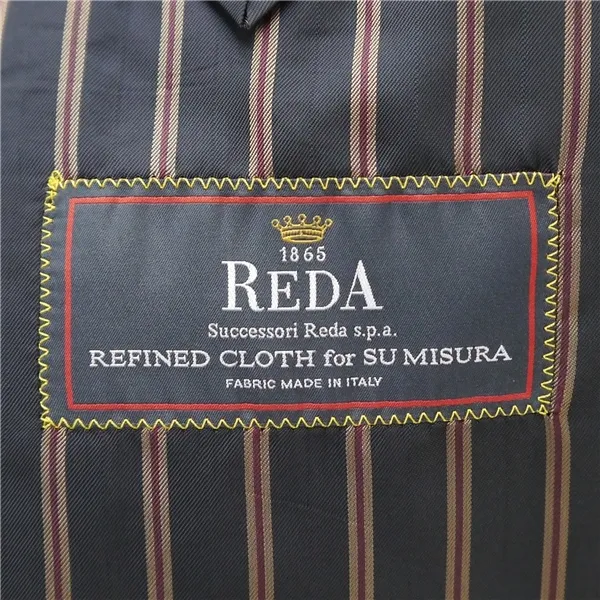 1865
REDA
Successori Reda s.p.a.
REFINED CLOTH for SU MISURA
FABRIC MADE IN ITALY